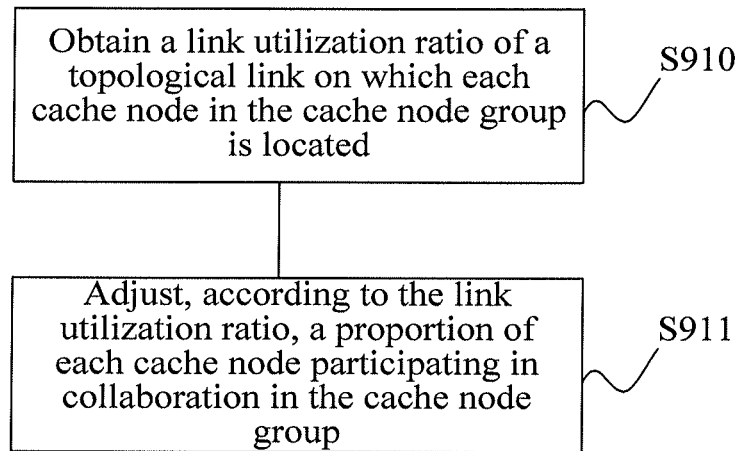 Obtain a link utilization ratio of a
topological link on which each
cache node in the cache node group
is located
S910
Adjust, according to the link
utilization ratio, a proportion of
each cache node participating in
collaboration in the cache node
group
S911